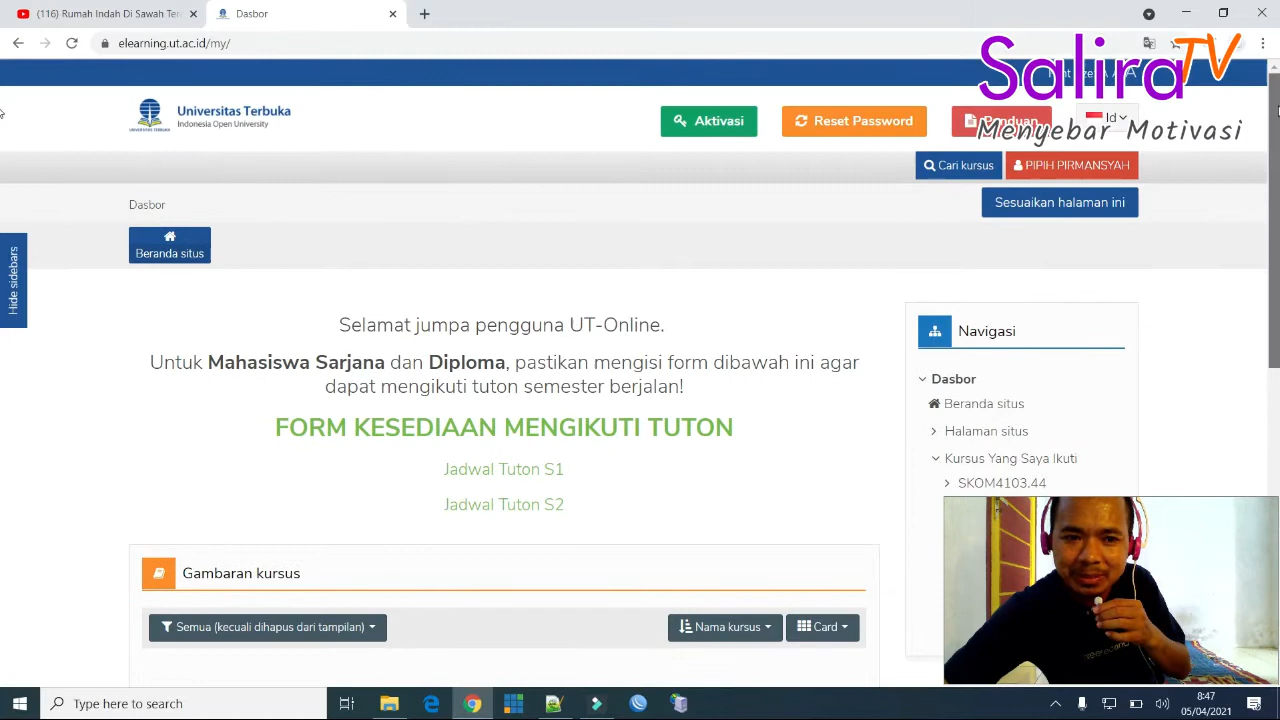 (116) Rumah Indah Di Sawah Ter
Dasbor
elearning.ut.ac.id/my/
Salira TV
Menyebar Motivasi
Universitas Terbuka
Indonesia Open University
Aktivasi
Reset Password
Panduan
Id
Cari kursus
PIPIH PIRMANSYAH
Dasbor
Sesuaikan halaman ini
Beranda situs
Hide sidebars
Selamat jumpa pengguna UT-Online.
Untuk Mahasiswa Sarjana dan Diploma, pastikan mengisi form dibawah ini agar
dapat mengikuti tuton semester berjalan!
FORM KESEDIAAN MENGIKUTI TUTON
Jadwal Tuton S1
Jadwal Tuton S2
Navigasi
Dasbor
Beranda situs
Halaman situs
Kursus Yang Saya Ikuti
SKOM4103.44
Gambaran kursus
Semua (kecuali dihapus dari tampilan)
Nama kursus
Card
Type here to search
8:47
05/04/2021